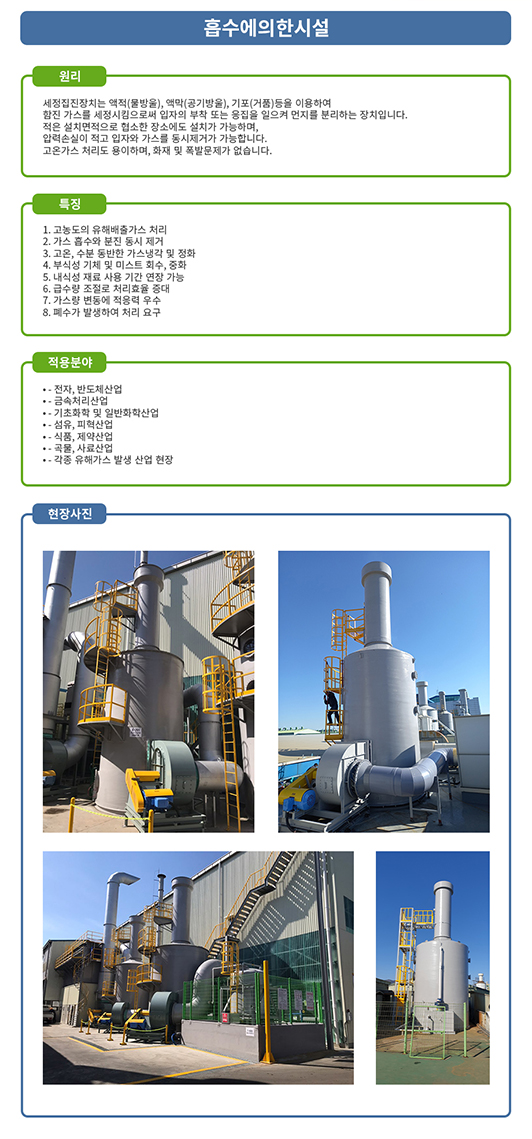 흡수에의한시설
원리
세정집진장치는 액적(물방울), 액막(공기방울), 기포(거품)등을 이용하여
함진 가스를 세정시킴으로써 입자의 부착 또는 응집을 일으켜 먼지를 분리하는 장치입니다.
적은 설치면적으로 협소한 장소에도 설치가 가능하며,
압력손실이 적고 입자와 가스를 동시제거가 가능합니다.
고온가스 처리도 용이하며, 화재 및 폭발문제가 없습니다.
특징
1. 고농도의 유해배출가스 처리
2. 가스 흡수와 분진 동시 제거
3. 고온, 수분 동반한 가스냉각 및 정화
4. 부식성 기체 및 미스트 회수, 중화
5. 내식성 재료 사용 기간 연장 가능
6. 급수량 조절로 처리효율 증대
7. 가스량 변동에 적응력 우수
8. 폐수가 발생하여 처리 요구
적용분야
• - 전자, 반도체산업
• - 금속처리산업
• - 기초화학 및 일반화학산업
• - 섬유, 피혁산업
• - 식품, 제약산업
• - 곡물, 사료산업
• - 각종 유해가스 발생 산업 현장
현장사진